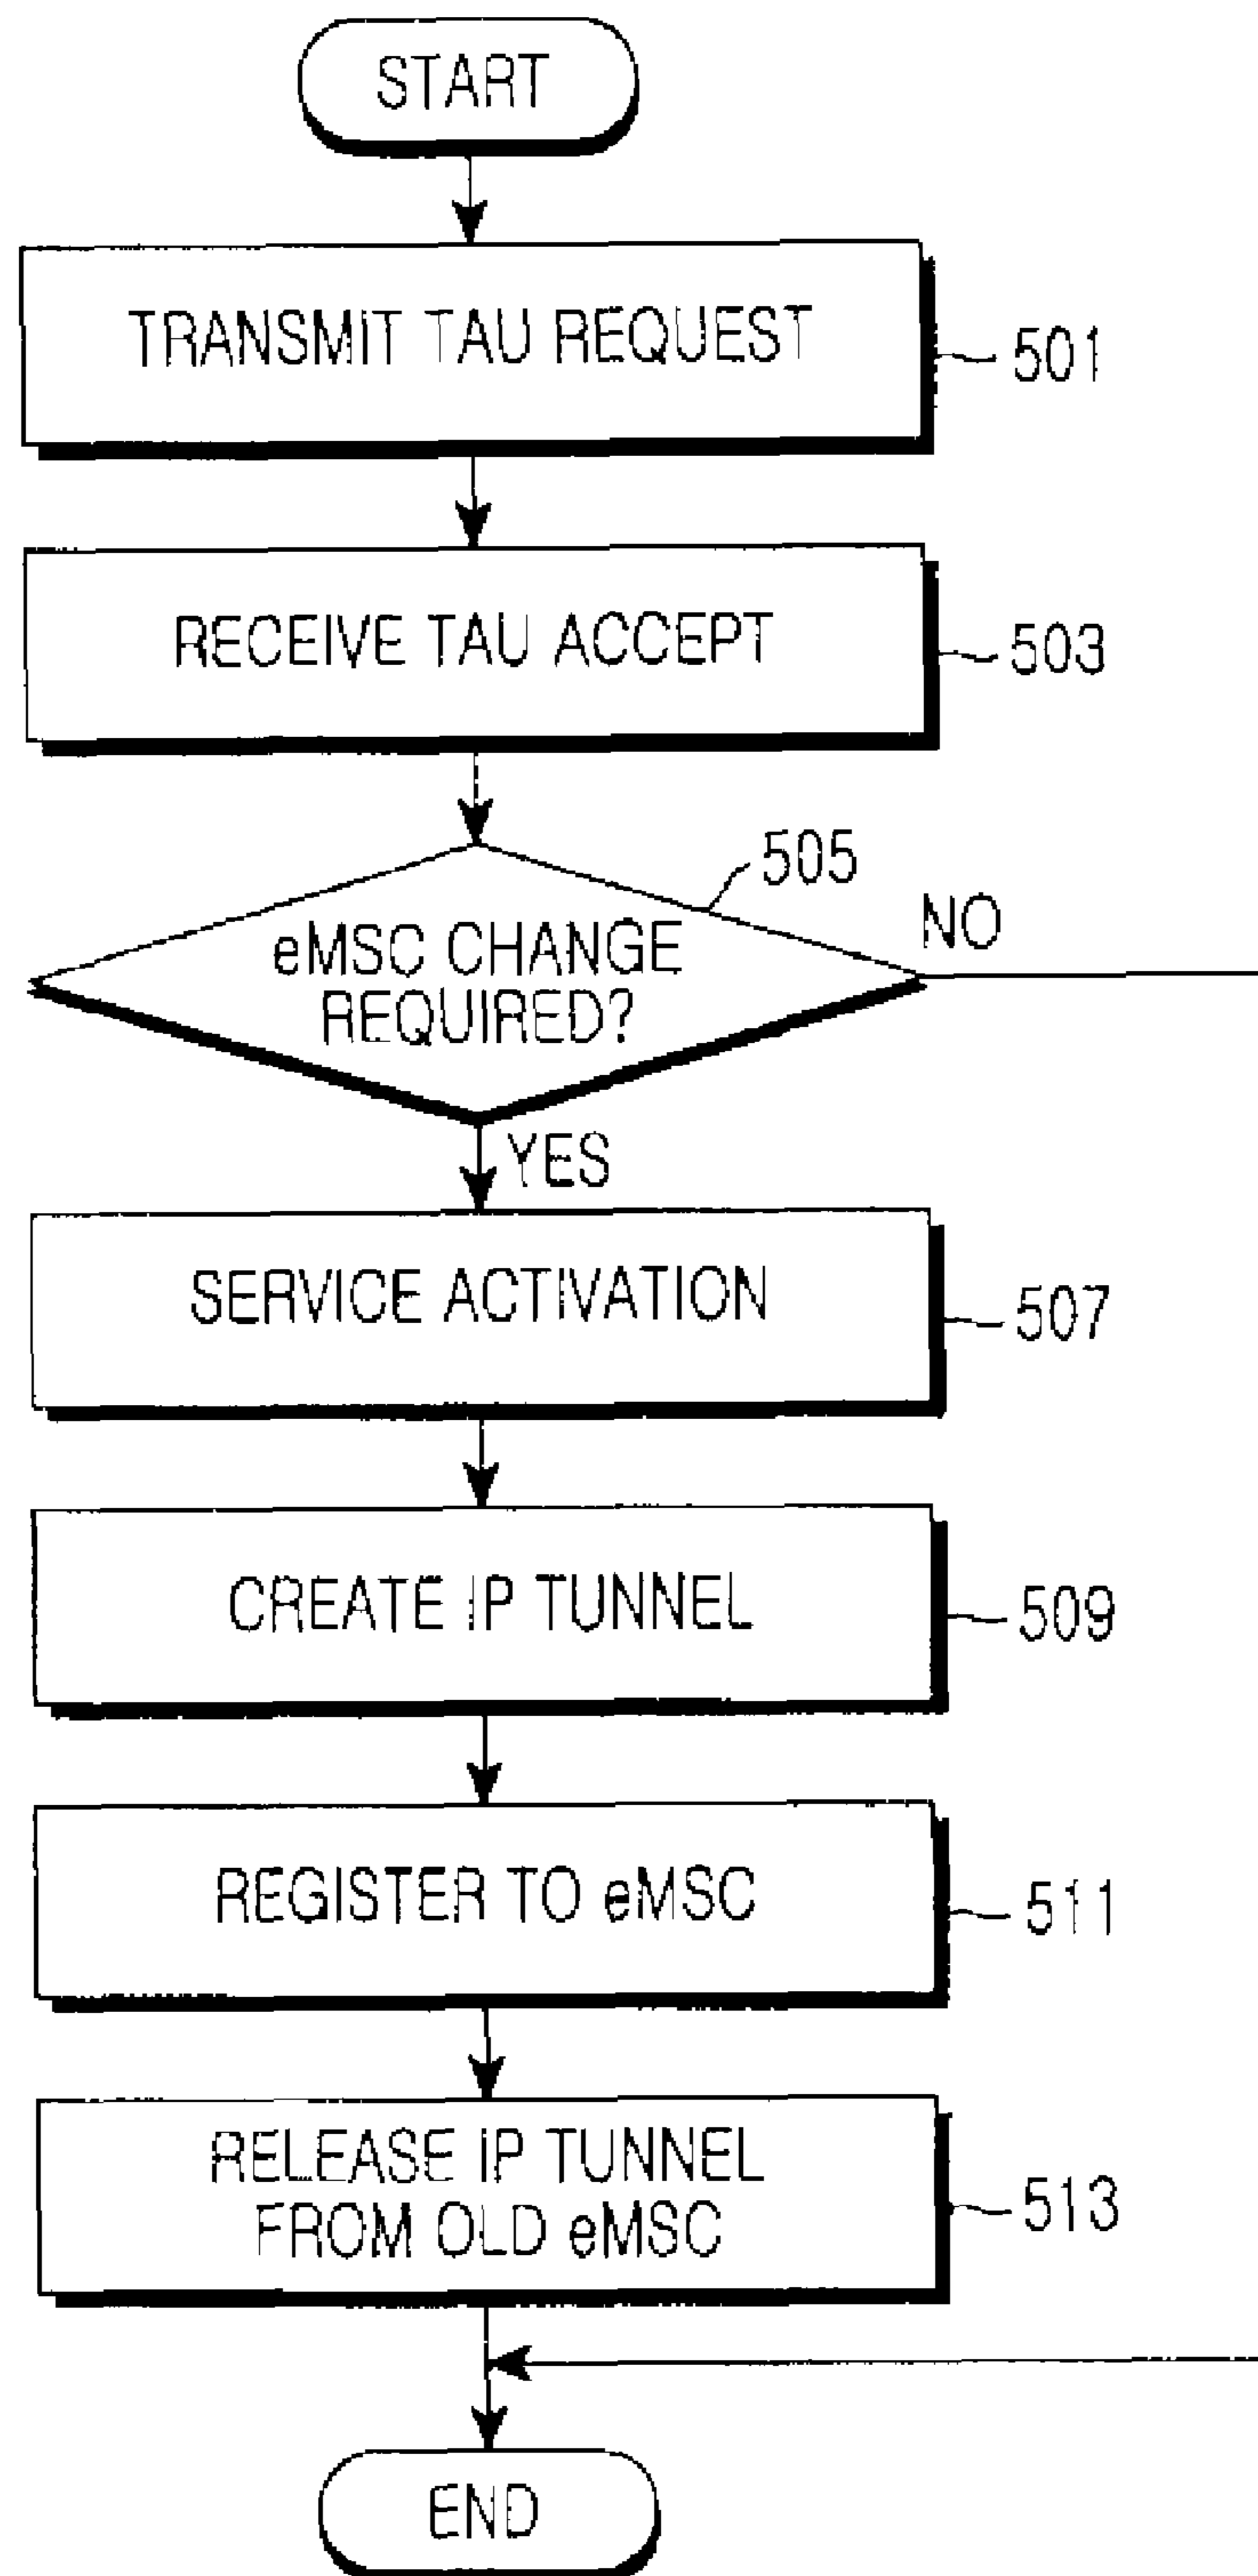 START
TRANSMIT TAU REQUEST
501
RECEIVE TAU ACCEPT
503
505
eMSC CHANGE
REQUIRED?
NO
YES
SERVICE ACTIVATION
507
CREATE IP TUNNEL
509
REGISTER TO eMSC
511
RELEASE IP TUNNEL
FROM OLD eMSC
513
END